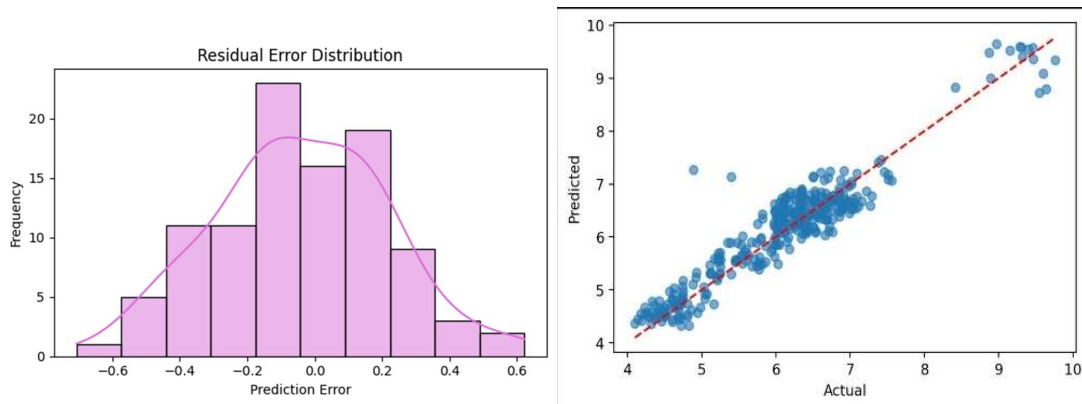 Residual Error Distribution
Frequency
20
15
10
5
0
−0.6 −0.4 −0.2 0.0 0.2 0.4 0.6
Prediction Error
Predicted
10
9
8
7
6
5
4
4 5 6 7 8 9 10
Actual